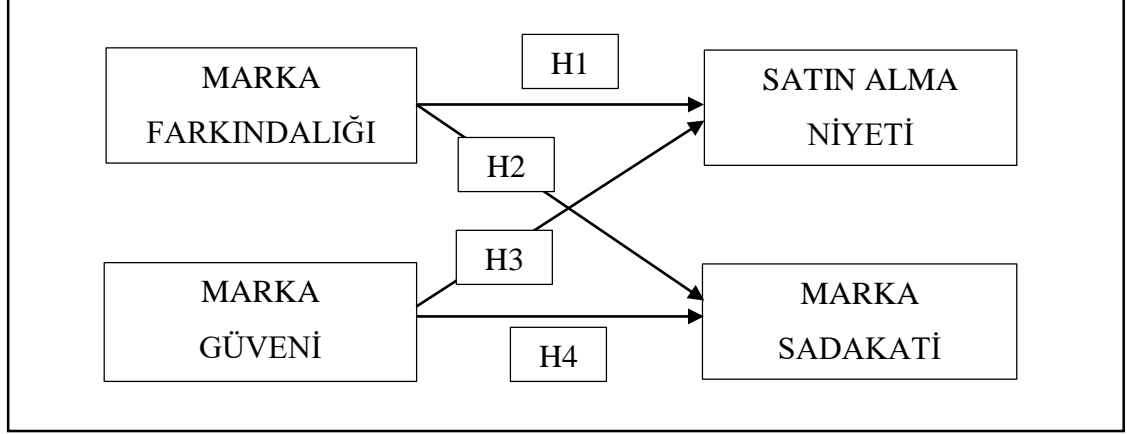 MARKA
FARKINDALIĞI
H1
SATIN ALMA
NİYETİ
H2
H3
MARKA
GÜVENİ
H4
MARKA
SADAKATİ